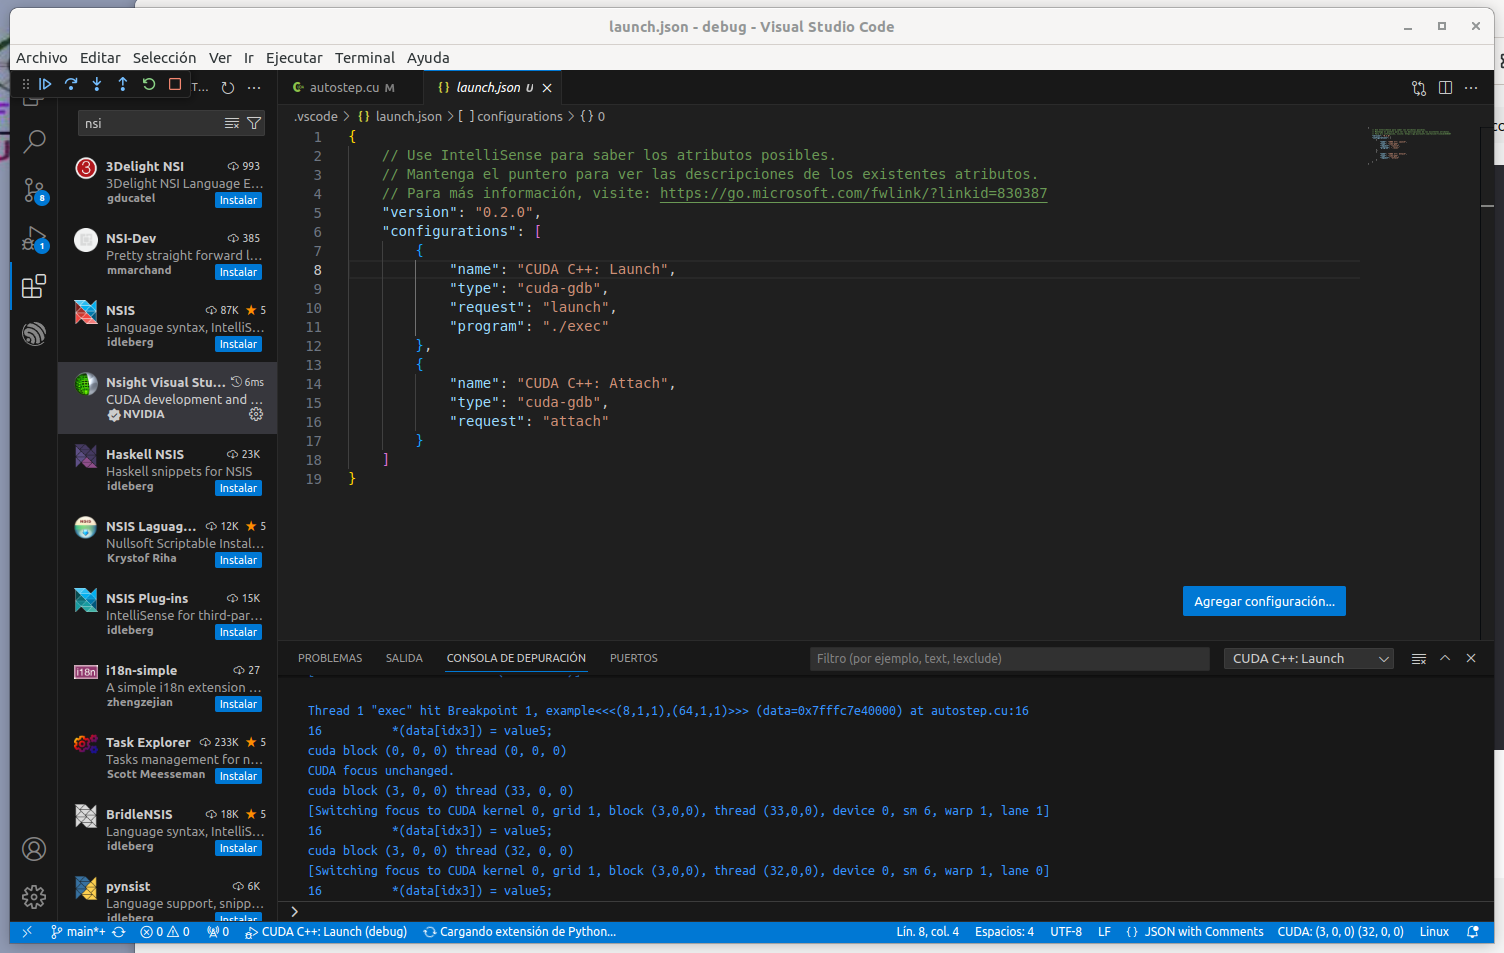 launch.json - debug - Visual Studio Code
Archivo Editar Selección Ver Ir Ejecutar Terminal Ayuda
T...
autostep.cu M
{} launch.json U
nsi
.vscode > {} launch.json > [ ] configurations > {} 0
3Delight NSI 993
3Delight NSI Language E...
gducatel Instalar
NSI-Dev 385
Pretty straight forward l...
mmarchand Instalar
NSIS 87K ★ 5
Language syntax, IntelliS...
idleberg Instalar
Nsight Visual Stu... 6ms
CUDA development and ...
NVIDIA
Haskell NSIS 23K
Haskell snippets for NSIS
idleberg Instalar
NSIS Laguag... 12K ★ 5
Nullsoft Scriptable Instal...
Krystof Riha Instalar
NSIS Plug-ins 15K
IntelliSense for third-par...
idleberg Instalar
i18n-simple 27
A simple i18n extension ...
zhengzejian Instalar
Task Explorer 233K ★ 5
Tasks management for n...
Scott Meesseman Instalar
BridleNSIS 18K ★ 5
Language syntax, IntelliS...
idleberg Instalar
pynsist 6K
Language support, snipp...
idleberg Instalar
8
1
1 {
2 // Use IntelliSense para saber los atributos posibles.
3 // Mantenga el puntero para ver las descripciones de los existentes atributos.
4 // Para más información, visite: https://go.microsoft.com/fwlink/?linkid=830387
5 "version": "0.2.0",
6 "configurations": [
7 {
8 "name": "CUDA C++: Launch",
9 "type": "cuda-gdb",
10 "request": "launch",
11 "program": "./exec"
12 },
13 {
14 "name": "CUDA C++: Attach",
15 "type": "cuda-gdb",
16 "request": "attach"
17 }
18 ]
19 }
Agregar configuración...
PROBLEMAS SALIDA CONSOLA DE DEPURACIÓN PUERTOS
Filtro (por ejemplo, text, !exclude)
CUDA C++: Launch
Thread 1 "exec" hit Breakpoint 1, example<<<(8,1,1),(64,1,1)>>> (data=0x7fffc7e40000) at autostep.cu:16
16 *(data[idx3]) = value5;
cuda block (0, 0, 0) thread (0, 0, 0)
CUDA focus unchanged.
cuda block (3, 0, 0) thread (33, 0, 0)
[Switching focus to CUDA kernel 0, grid 1, block (3,0,0), thread (33,0,0), device 0, sm 6, warp 1, lane 1]
16 *(data[idx3]) = value5;
cuda block (3, 0, 0) thread (32, 0, 0)
[Switching focus to CUDA kernel 0, grid 1, block (3,0,0), thread (32,0,0), device 0, sm 6, warp 1, lane 0]
16 *(data[idx3]) = value5;
>
main*+ 0 0 0 CUDA C++: Launch (debug) Cargando extensión de Python... Lín. 8, col. 4 Espacios: 4 UTF-8 LF {} JSON with Comments CUDA: (3, 0, 0) (32, 0, 0) Linux